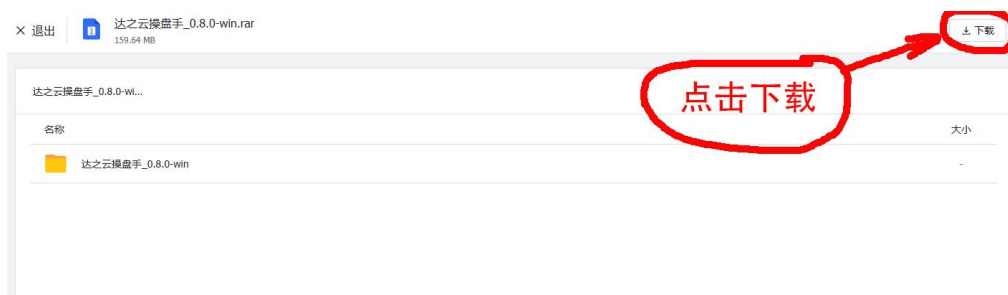 退出
达之云操盘手_0.8.0-win.rar
159.64 MB
下载
达之云操盘手_0.8.0-wi...
点击下载
名称
大小
达之云操盘手_0.8.0-win
-